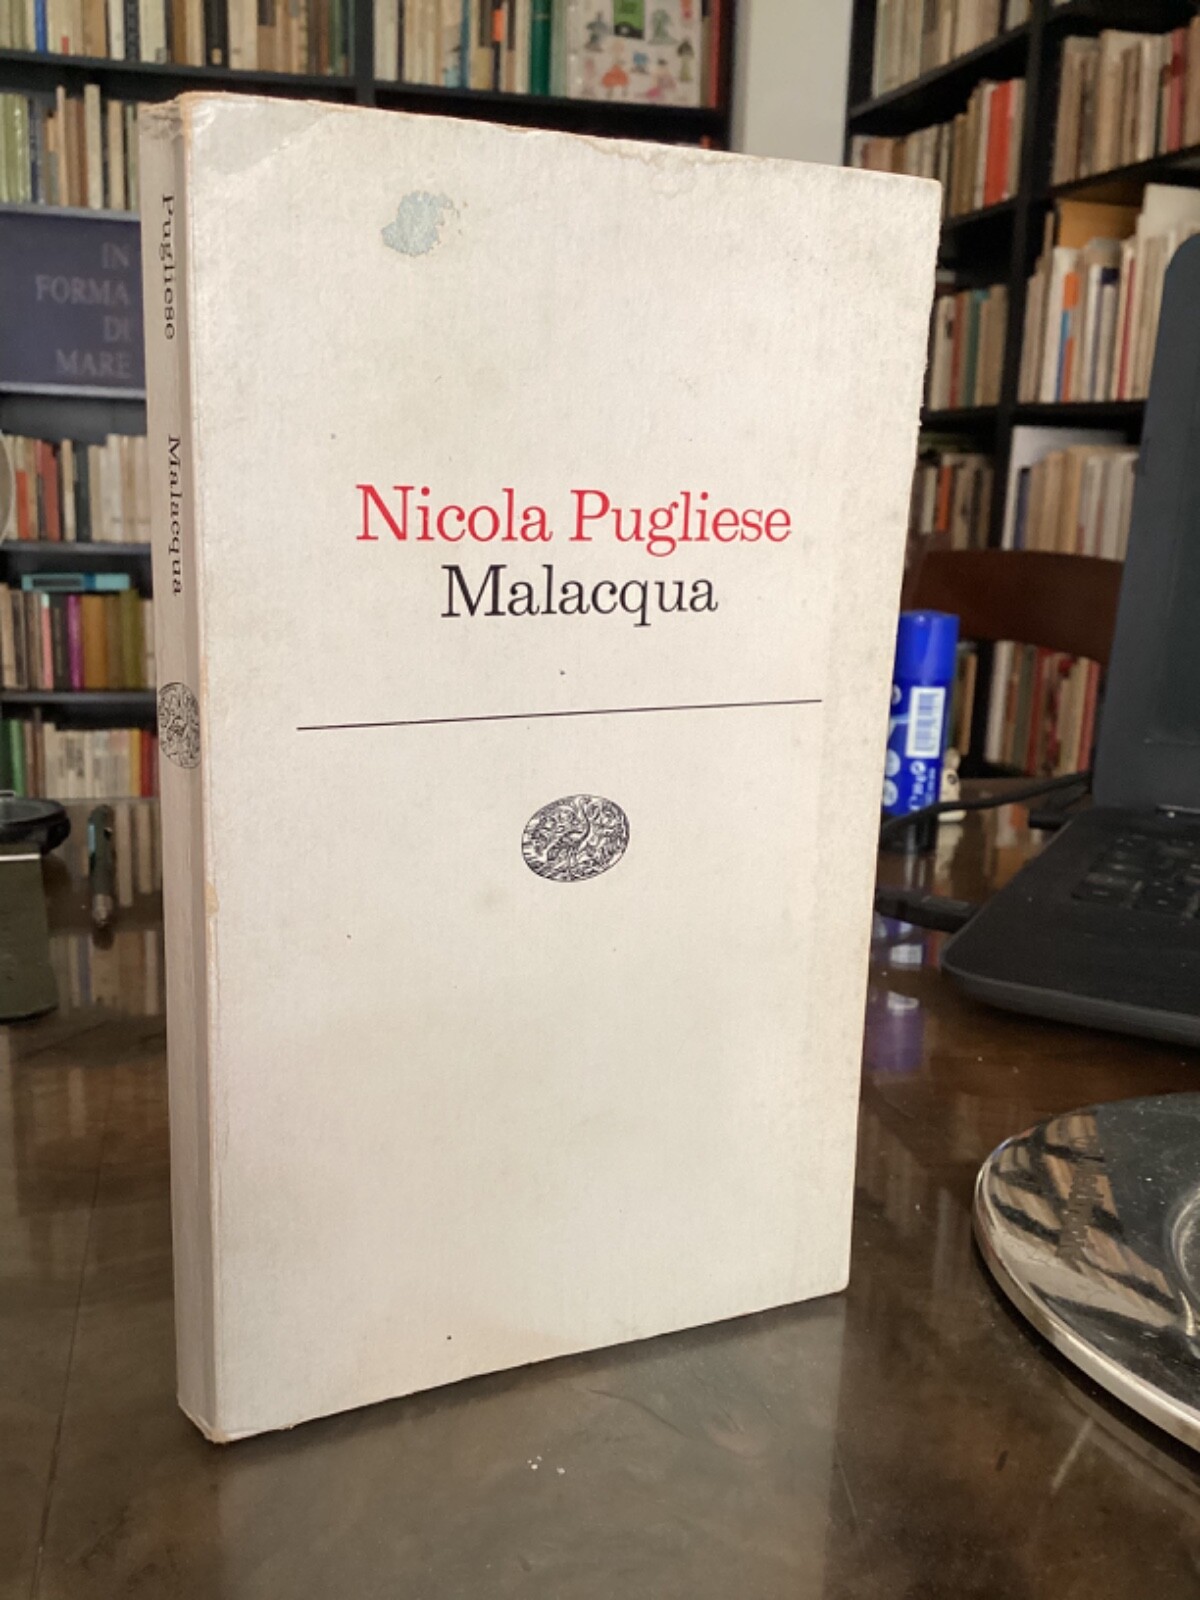 Nicola Pugliese
Malacqua
Pugliese
Malacqua
IN
FORMA
DI
MARE